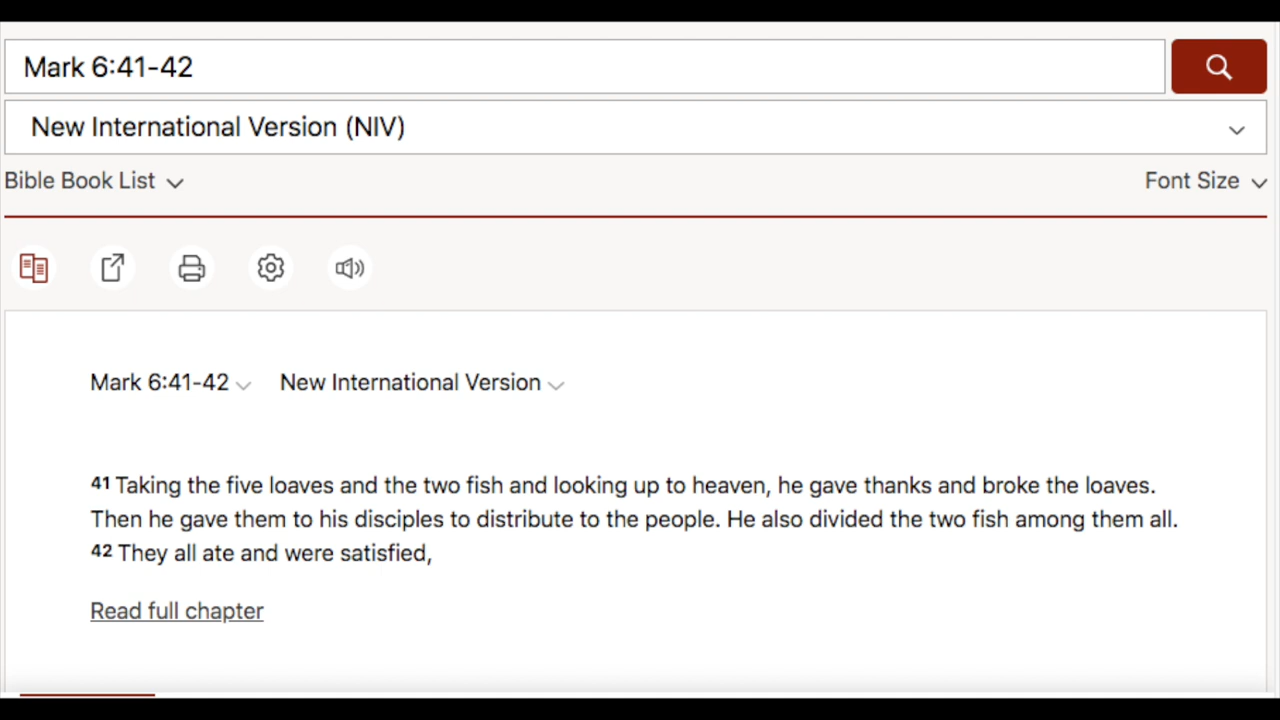 Mark 6:41-42
New International Version (NIV)
Bible Book List
Font Size
Mark 6:41-42 New International Version
41 Taking the five loaves and the two fish and looking up to heaven, he gave thanks and broke the loaves.
Then he gave them to his disciples to distribute to the people. He also divided the two fish among them all.
42 They all ate and were satisfied,
Read full chapter